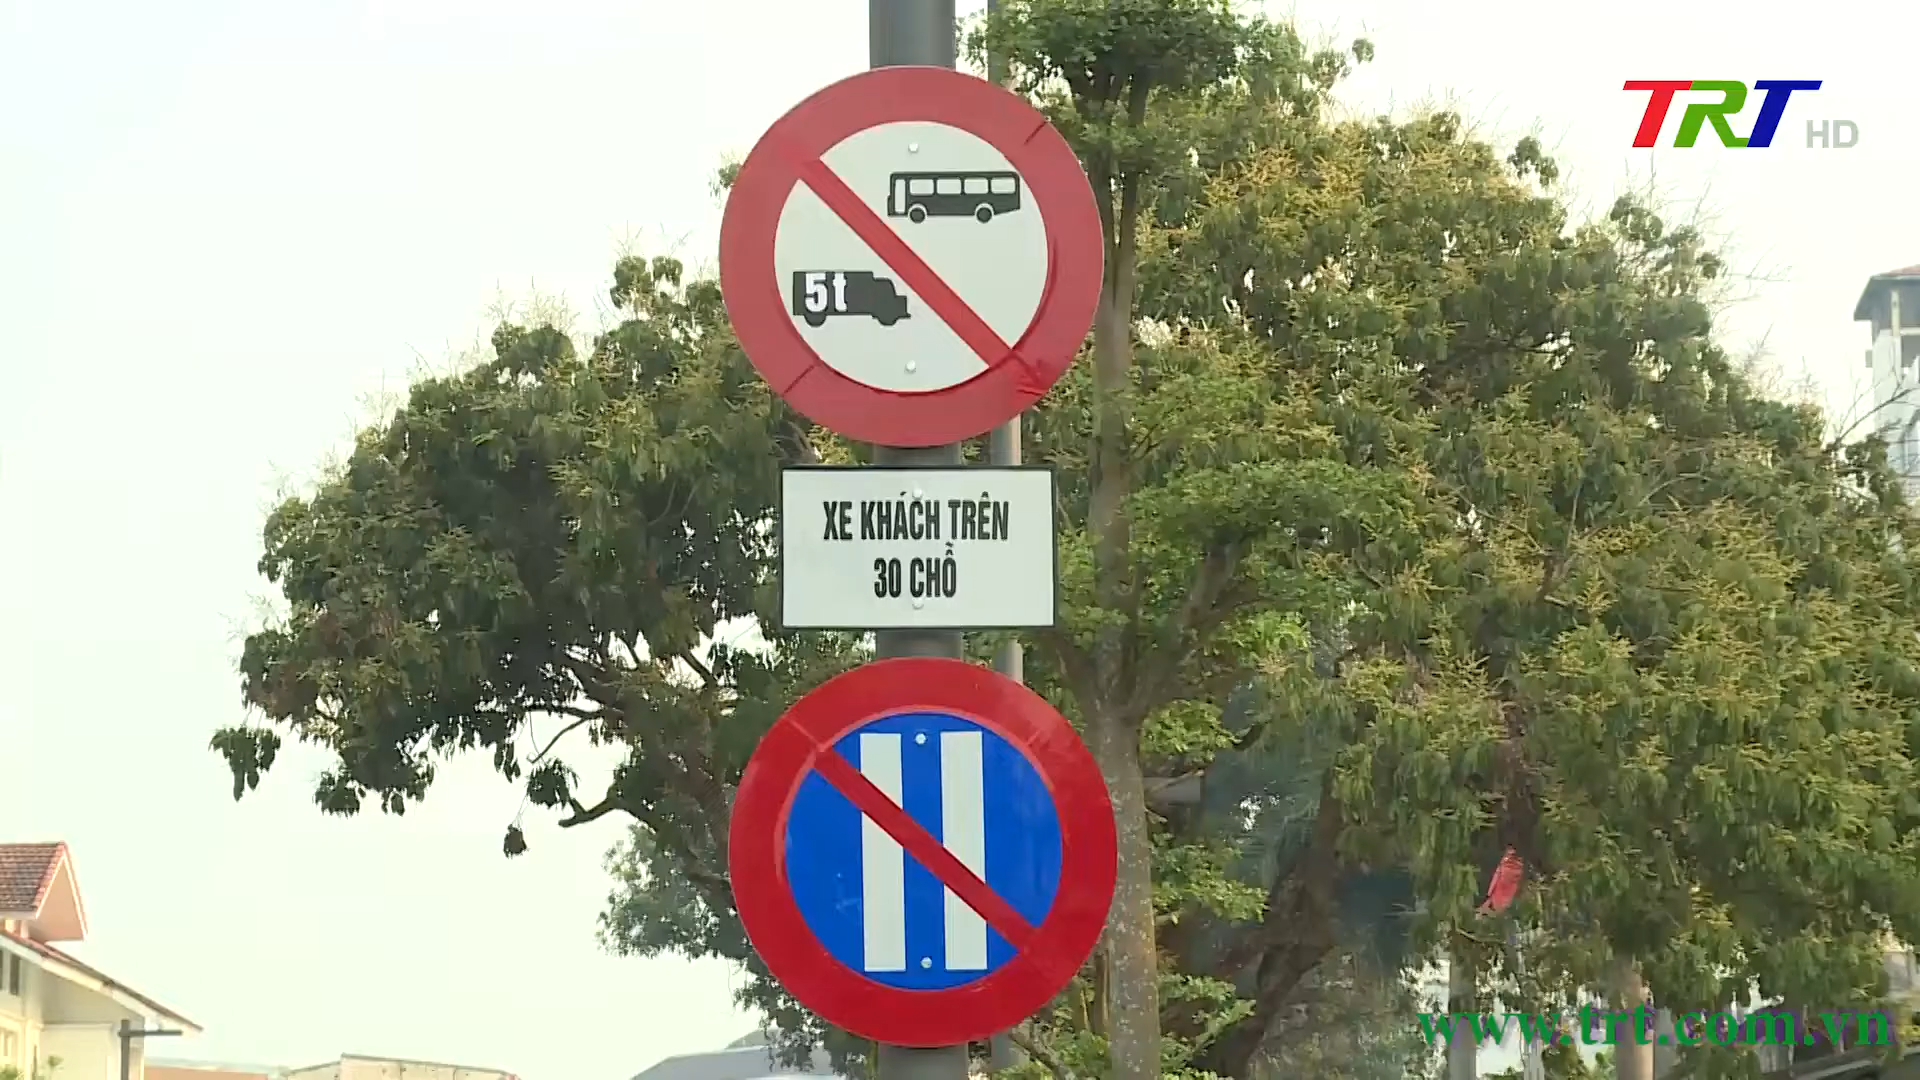 TRT HD
5t
XE KHÁCH TRÊN
30 CHỖ
www.trt.com.vn